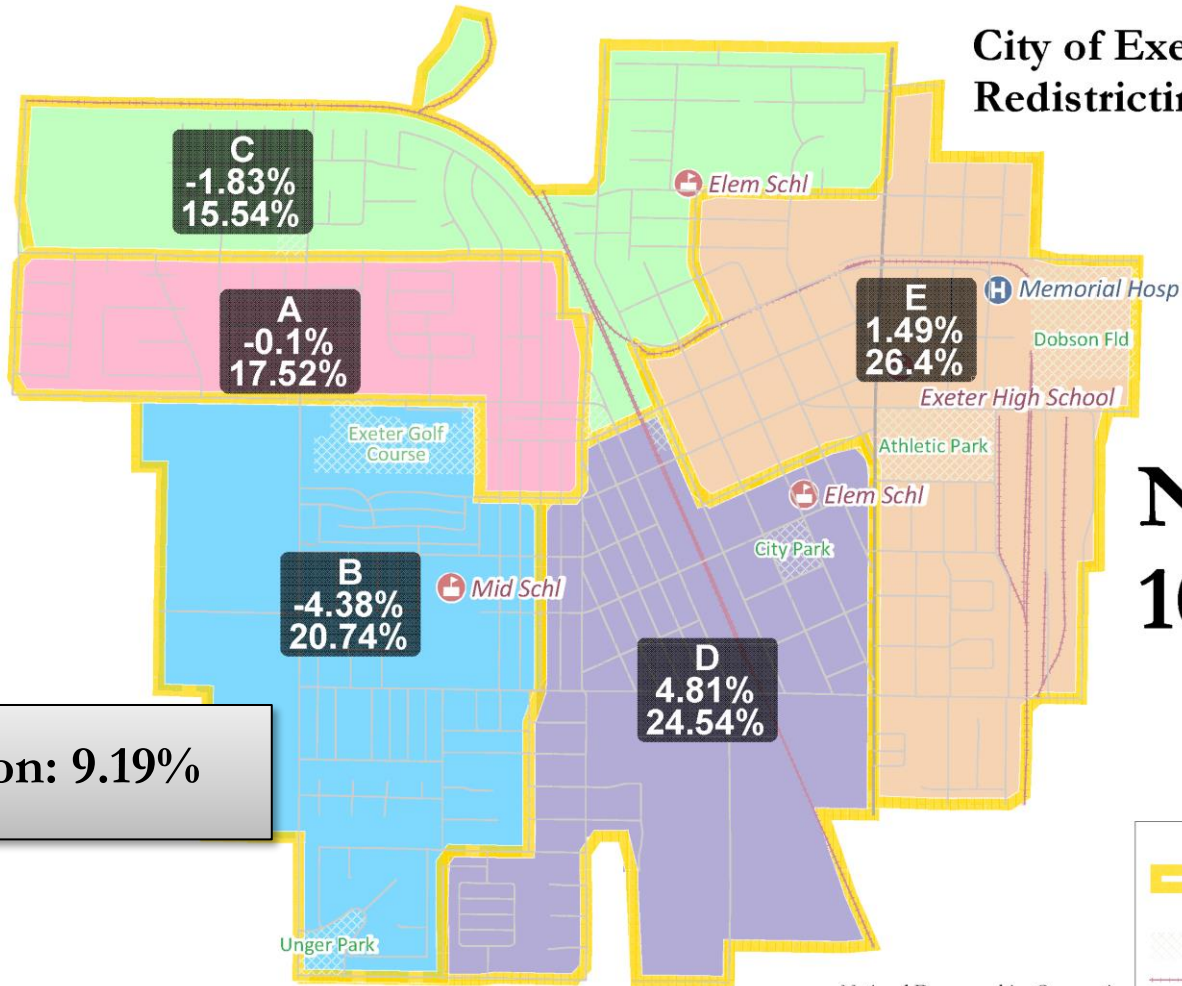 City of Exe
Redistrictin
C
-1.83%
15.54%
Elem Schl
A
-0.1%
17.52%
E
1.49%
26.4%
H Memorial Hosp
Dobson Fld
Exeter High School
Exeter Golf
Course
Athletic Park
Elem Schl
City Park
N
B
-4.38%
20.74%
Mid Schl
D
4.81%
24.54%
on: 9.19%
Unger Park